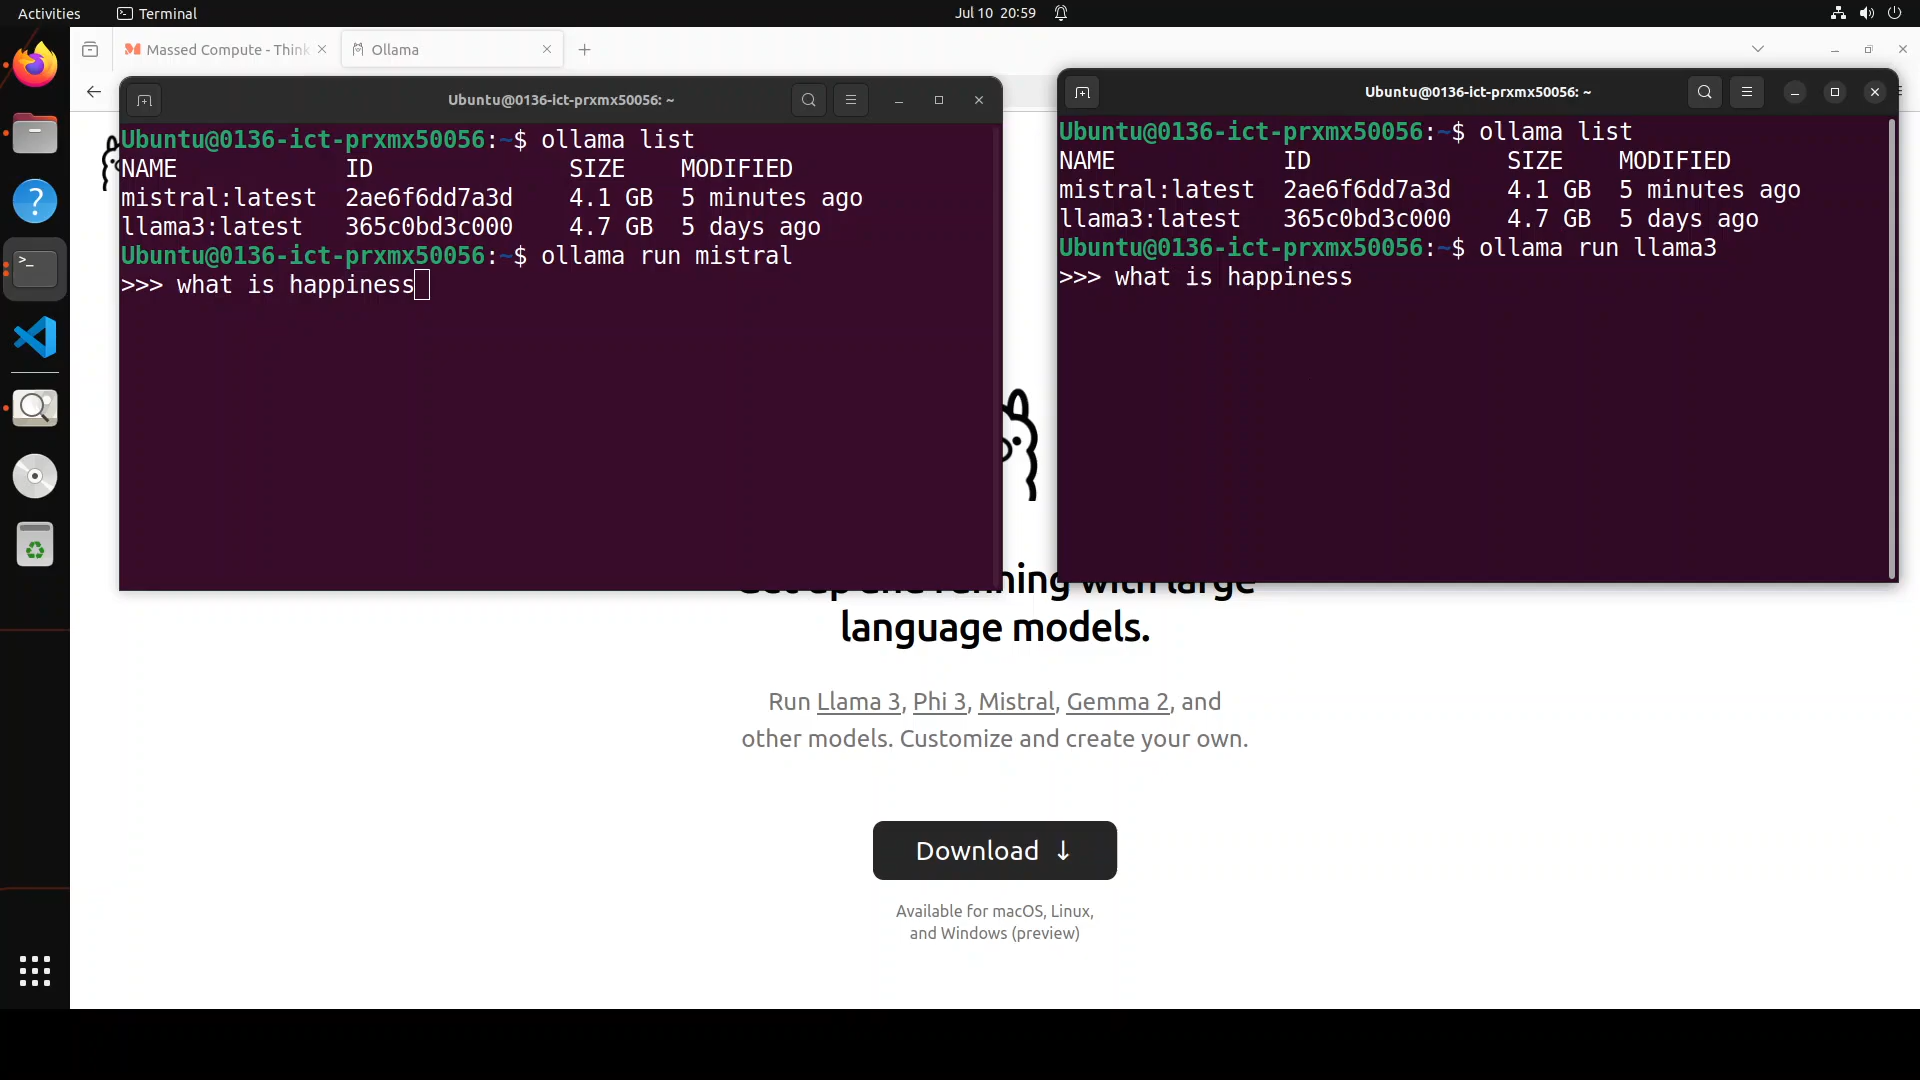 Activities
Terminal
Jul 10 20:59
Massed Compute - Think
Ollama
Ubuntu@0136-ict-prxmx50056: ~
Ubuntu@0136-ict-prxmx50056:~$ ollama list
NAME ID SIZE MODIFIED
mistral:latest 2ae6f6dd7a3d 4.1 GB 5 minutes ago
llama3:latest 365c0bd3c000 4.7 GB 5 days ago
Ubuntu@0136-ict-prxmx50056:~$ ollama run mistral
>>> what is happiness
Ubuntu@0136-ict-prxmx50056: ~
Ubuntu@0136-ict-prxmx50056:~$ ollama list
NAME ID SIZE MODIFIED
mistral:latest 2ae6f6dd7a3d 4.1 GB 5 minutes ago
llama3:latest 365c0bd3c000 4.7 GB 5 days ago
Ubuntu@0136-ict-prxmx50056:~$ ollama run llama3
>>> what is happiness
with large
language models.
Run Llama 3, Phi 3, Mistral, Gemma 2, and
other models. Customize and create your own.
Download ↓
Available for macOS, Linux,
and Windows (preview)